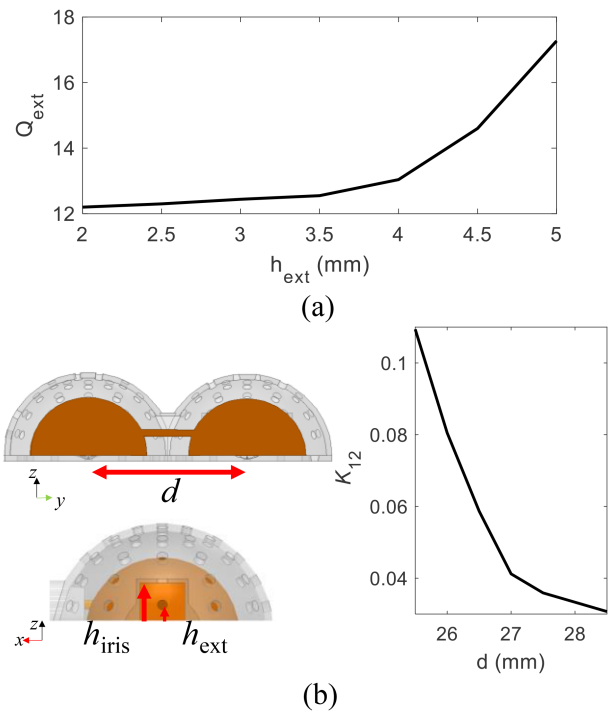 18
16
14
12
Q_ext
2 2.5 3 3.5 4 4.5 5
h_ext (mm)
(a)
z
y
d
z
x
h_iris
h_ext
0.1
0.08
0.06
0.04
K_12
26 27 28
d (mm)
(b)